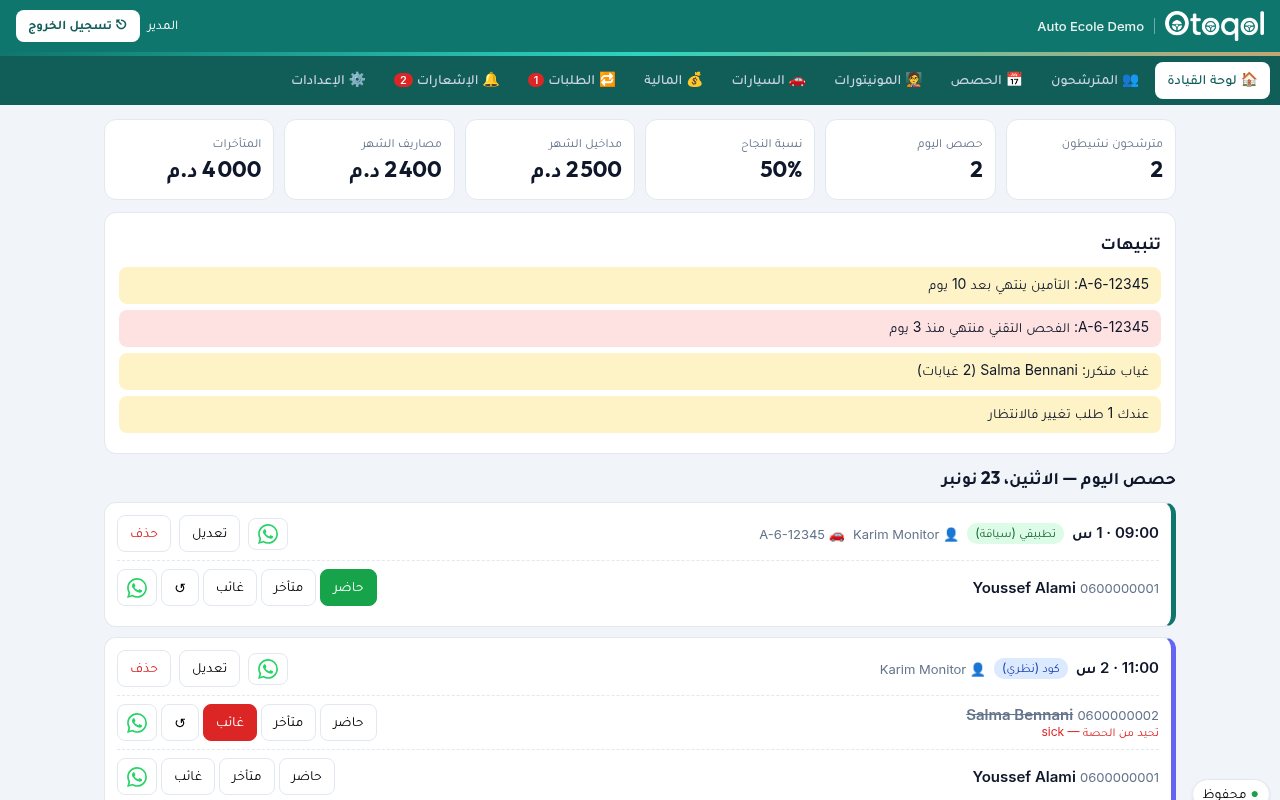 Otoqol
Auto Ecole Demo
المدير
تسجيل الخروج
لوحة القيادة
المترشحون
الحصص
المونيتورات
السيارات
المالية
الطلبات 1
الإشعارات 2
الإعدادات
مترشحون نشيطون
2
حصص اليوم
2
نسبة النجاح
50%
مداخيل الشهر
2500 د.م
مصاريف الشهر
2400 د.م
المتأخرات
4000 د.م
تنبيهات
A-6-12345: التأمين ينتهي بعد 10 يوم
A-6-12345: الفحص التقني منتهي منذ 3 يوم
غياب متكرر: Salma Bennani (2 غيابات)
عندك 1 طلب تغيير فالانتظار
حصص اليوم — الاثنين، 23 نونبر
09:00 · 1 س تطبيقي (سياقة) Karim Monitor A-6-12345
تعديل حذف
Youssef Alami 0600000001
حاضر متأخر غائب ↺
11:00 · 2 س كود (نظري) Karim Monitor
تعديل حذف
Salma Bennani 0600000002
تحيد من الحصة — sick
حاضر متأخر غائب ↺
Youssef Alami 0600000001
حاضر متأخر غائب
محفوظ